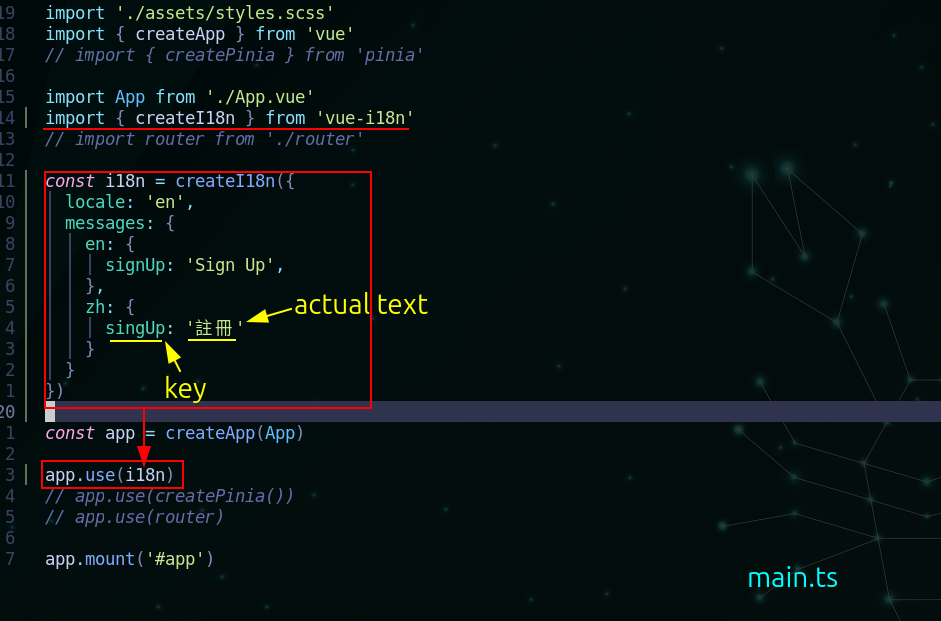 19 import './assets/styles.scss'
18 import { createApp } from 'vue'
17 // import { createPinia } from 'pinia'
16
15 import App from './App.vue'
14 import { createI18n } from 'vue-i18n'
13 // import router from './router'
12
11 const i18n = createI18n({
10 locale: 'en',
9 messages: {
8 en: {
7 signUp: 'Sign Up',
6 },
5 zh: {
actual text
4 singUp: '註冊'
3 }
2 }
key
1 })
20
1 const app = createApp(App)
2
3 app.use(i18n)
4 // app.use(createPinia())
5 // app.use(router)
6
7 app.mount('#app')
main.ts